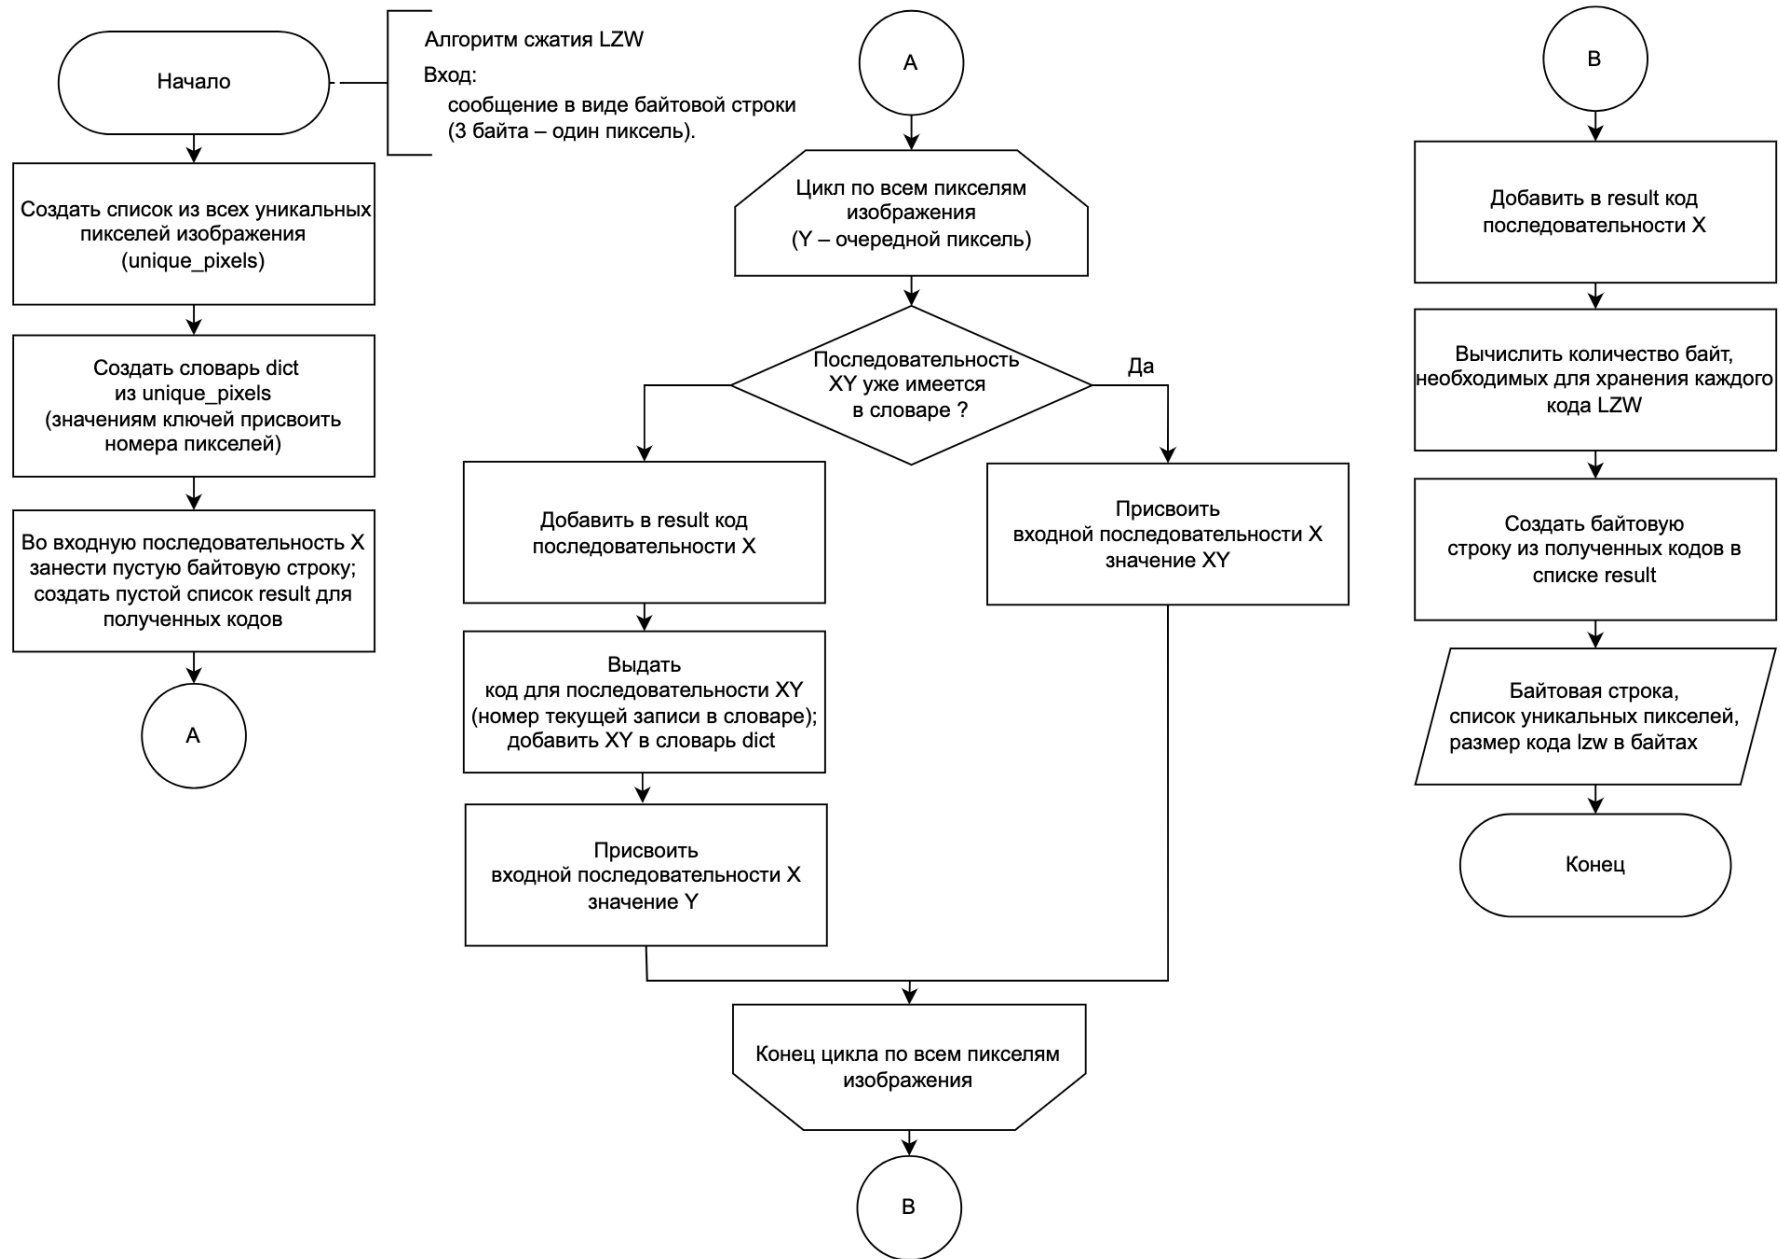 Начало
Алгоритм сжатия LZW
Вход:
сообщение в виде байтовой строки
(3 байта – один пиксель).
Создать список из всех уникальных
пикселей изображения
(unique_pixels)
Создать словарь dict
из unique_pixels
(значениям ключей присвоить
номера пикселей)
Во входную последовательность X
занести пустую байтовую строку;
создать пустой список result для
полученных кодов
A
A
Цикл по всем пикселям
изображения
(Y – очередной пиксель)
Последовательность
XY уже имеется
в словаре ?
Да
Добавить в result код
последовательности X
Выдать
код для последовательности XY
(номер текущей записи в словаре);
добавить XY в словарь dict
Присвоить
входной последовательности X
значение Y
Присвоить
входной последовательности X
значение XY
Конец цикла по всем пикселям
изображения
B
B
Добавить в result код
последовательности X
Вычислить количество байт,
необходимых для хранения каждого
кода LZW
Создать байтовую
строку из полученных кодов в
списке result
Байтовая строка,
список уникальных пикселей,
размер кода lzw в байтах
Конец